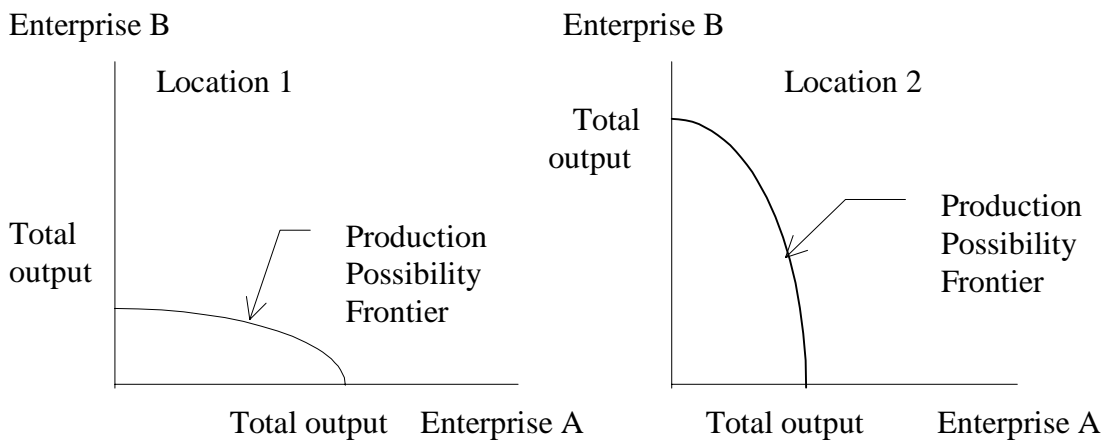 Enterprise B
Location 1
Total
output
Production
Possibility
Frontier
Total output
Enterprise A
Enterprise B
Location 2
Total
output
Production
Possibility
Frontier
Total output
Enterprise A